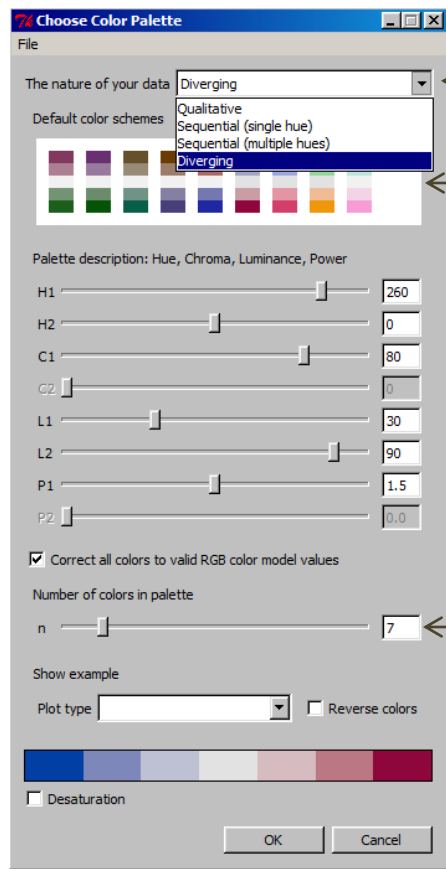 Choose Color Palette
File
The nature of your data Diverging
Qualitative
Sequential (single hue)
Sequential (multiple hues)
Diverging
Default color schemes
Palette description: Hue, Chroma, Luminance, Power
H1 260
H2 0
C1 80
C2 0
L1 30
L2 90
P1 1.5
P2 0.0
Correct all colors to valid RGB color model values
Number of colors in palette
n 7
Show example
Plot type Reverse colors
Desaturation
OK Cancel